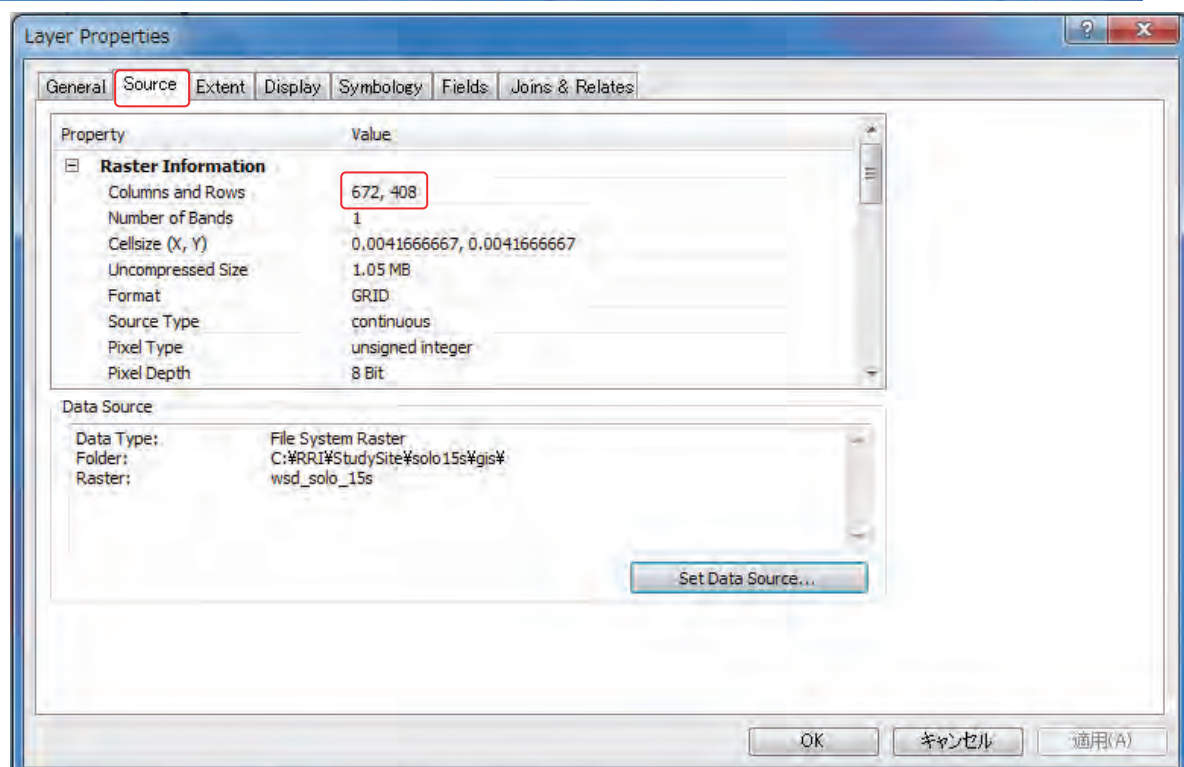 Layer Properties
? X
General Source Extent Display Symbology Fields Joins & Relates
Property Value
Raster Information
Columns and Rows 672, 408
Number of Bands 1
Cellsize (X, Y) 0.0041666667, 0.0041666667
Uncompressed Size 1.05 MB
Format GRID
Source Type continuous
Pixel Type unsigned integer
Pixel Depth 8 Bit
Data Source
Data Type: File System Raster
Folder: C:¥RRI¥StudySite¥solo15s¥gis¥
Raster: wsd_solo_15s
Set Data Source...
OK キャンセル 適用(A)